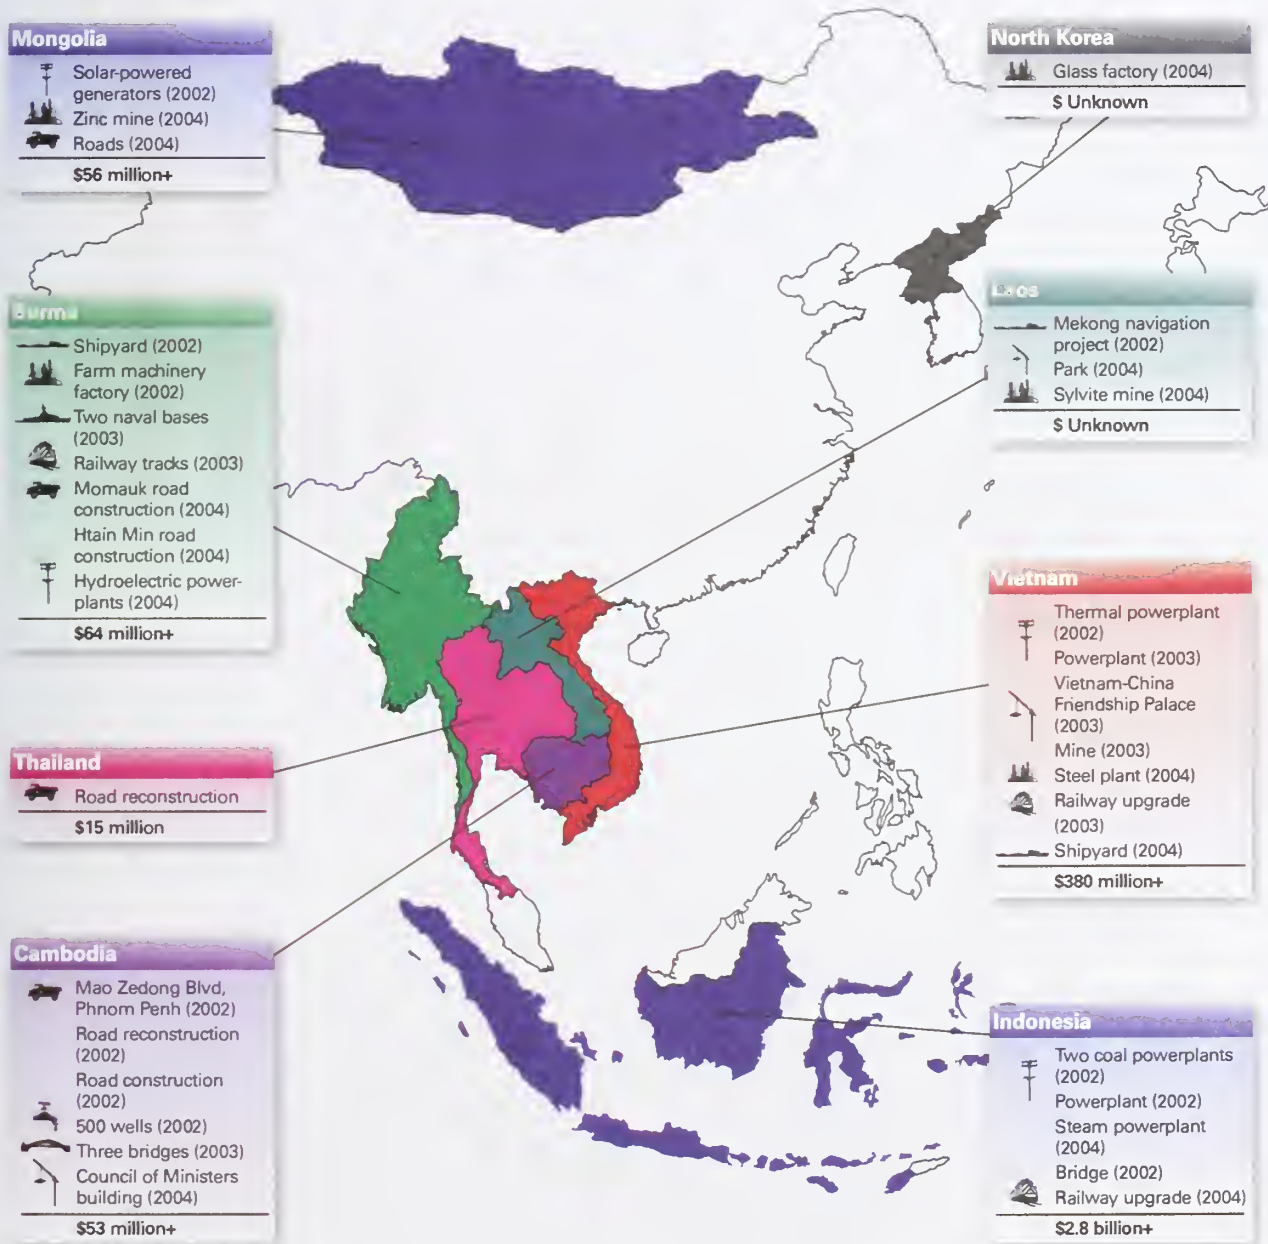 Mongolia
Solar-powered
generators (2002)
Zinc mine (2004)
Roads (2004)
$56 million+
North Korea
Glass factory (2004)
$ Unknown
Burma
Shipyard (2002)
Farm machinery
factory (2002)
Two naval bases
(2003)
Railway tracks (2003)
Momauk road
construction (2004)
Htain Min road
construction (2004)
Hydroelectric power-
plants (2004)
$64 million+
Laos
Mekong navigation
project (2002)
Park (2004)
Sylvite mine (2004)
$ Unknown
Thailand
Road reconstruction
$15 million
Vietnam
Thermal powerplant
(2002)
Powerplant (2003)
Vietnam-China
Friendship Palace
(2003)
Mine (2003)
Steel plant (2004)
Railway upgrade
(2003)
Shipyard (2004)
$380 million+
Cambodia
Mao Zedong Blvd,
Phnom Penh (2002)
Road reconstruction
(2002)
Road construction
(2002)
500 wells (2002)
Three bridges (2003)
Council of Ministers
building (2004)
$53 million+
Indonesia
Two coal powerplants
(2002)
Powerplant (2002)
Steam powerplant
(2004)
Bridge (2002)
Railway upgrade (2004)
$2.8 billion+